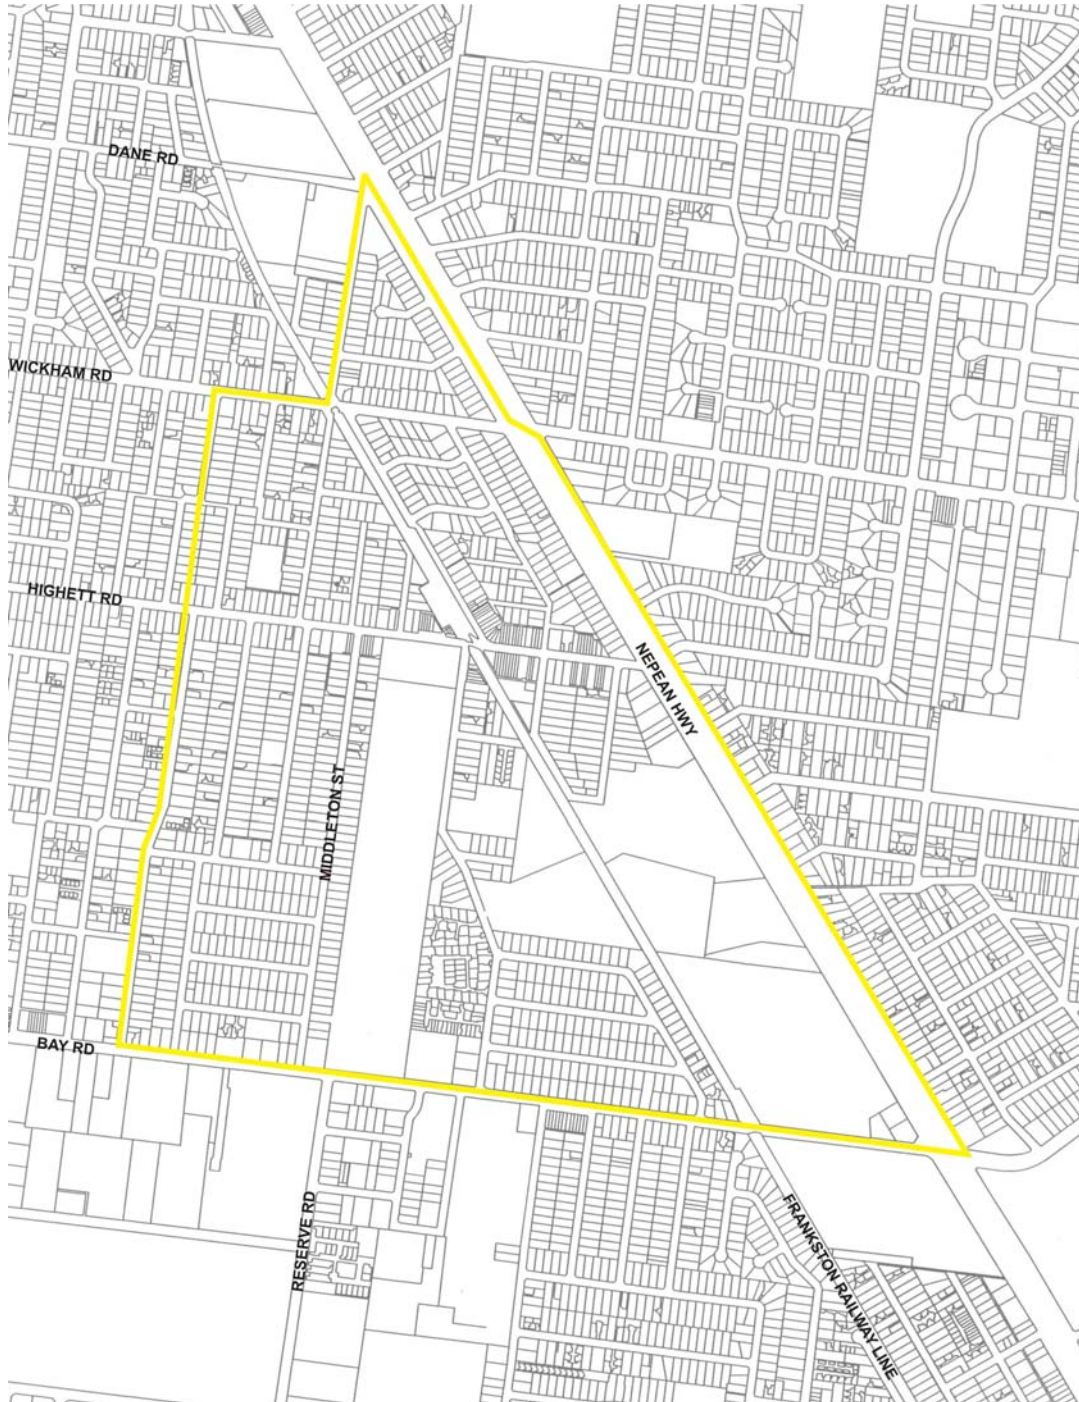 DANE RD
WICKHAM RD
HIGHETT RD
NEPEAN HWY
MIDDLETON ST
BAY RD
RESERVE RD
FRANKSTON RAILWAY LINE